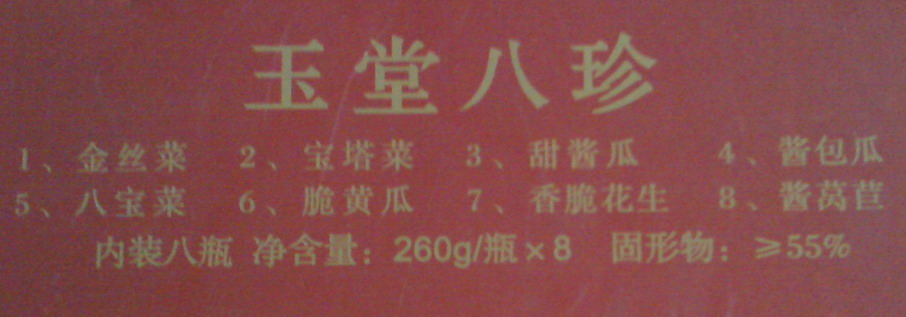 玉堂八珍
1、金丝菜 2、宝塔菜 3、甜酱瓜 4、酱包瓜
5、八宝菜 6、脆黄瓜 7、香脆花生 8、酱莴苣
内装八瓶 净含量：260g/瓶×8 固形物：≥55%